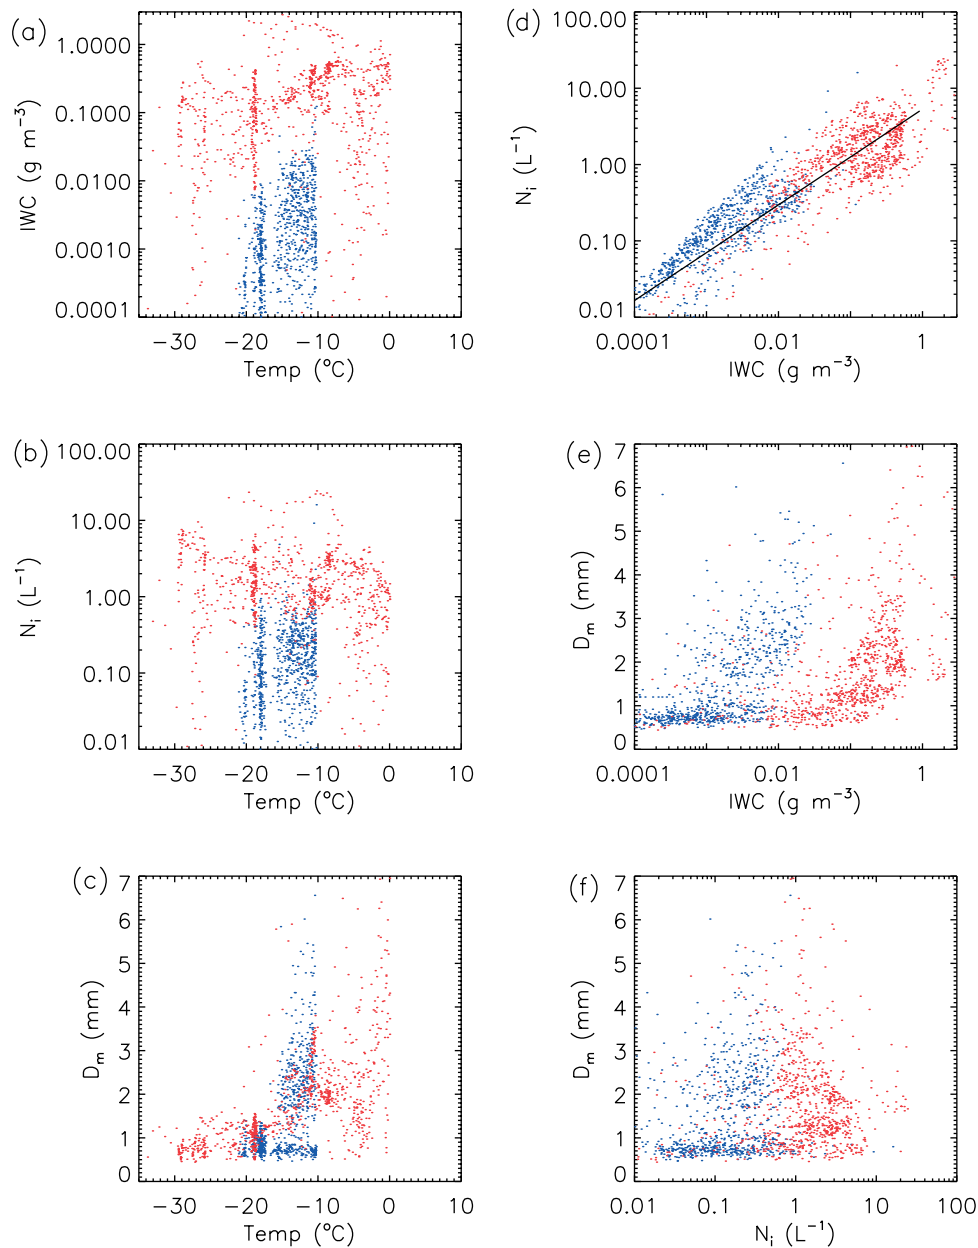 (a)
1.0000
0.1000
0.0100
0.0010
0.0001
IWC (g m⁻³)
−30 −20 −10 0 10
Temp (°C)
(d)
100.00
10.00
1.00
0.10
0.01
Nᵢ (L⁻¹)
0.0001 0.01 1
IWC (g m⁻³)
(b)
100.00
10.00
1.00
0.10
0.01
Nᵢ (L⁻¹)
−30 −20 −10 0 10
Temp (°C)
(e)
7
6
5
4
3
2
1
0
Dₘ (mm)
0.0001 0.01 1
IWC (g m⁻³)
(c)
7
6
5
4
3
2
1
0
Dₘ (mm)
−30 −20 −10 0 10
Temp (°C)
(f)
7
6
5
4
3
2
1
0
Dₘ (mm)
0.01 0.1 1 10 100
Nᵢ (L⁻¹)